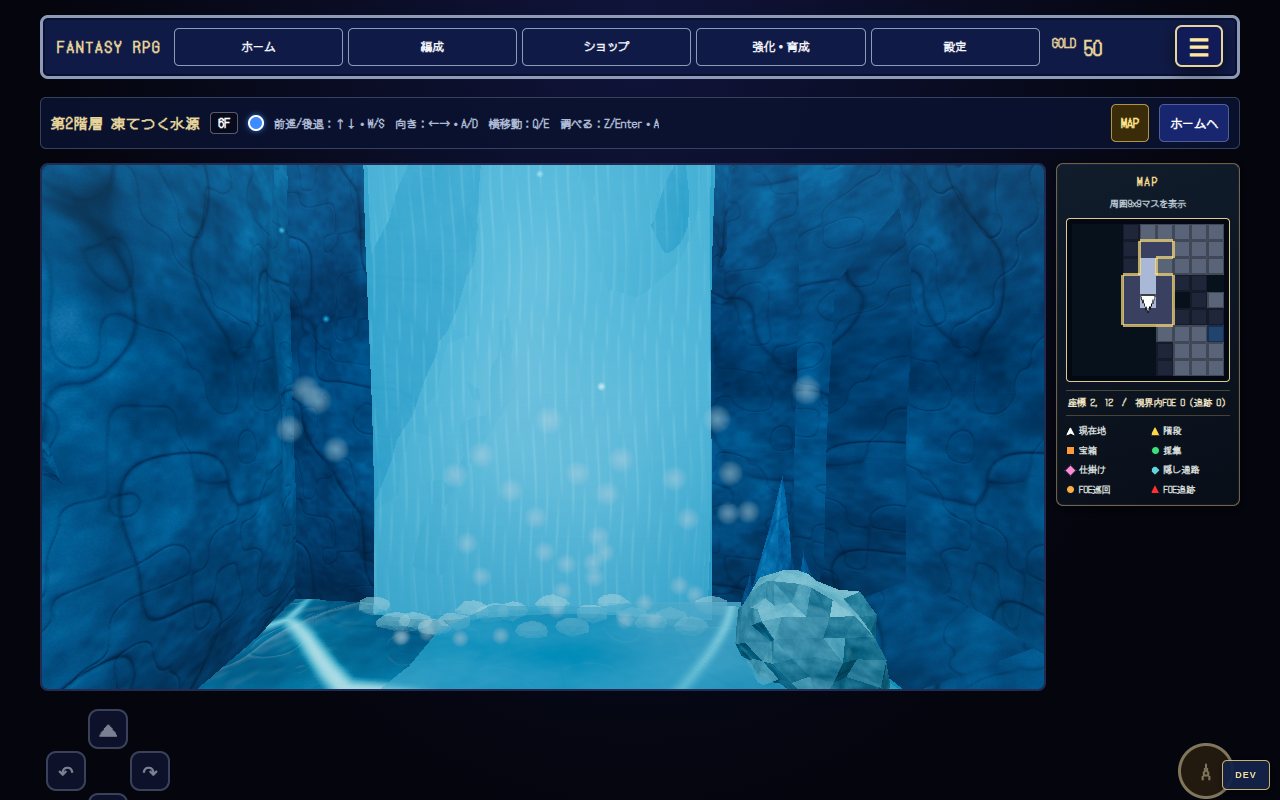 FANTASY RPG
ホーム
編成
ショップ
強化・育成
設定
GOLD 50
第2階層 凍てつく水源
6F
前進/後退：↑↓・W/S 向き：←→・A/D 横移動：Q/E 調べる：Z/Enter・A
MAP
ホームへ
MAP
周囲9x9マスを表示
座標 2, 12 / 視界内FOE 0（追跡 0）
現在地
階段
宝箱
採集
仕掛け
隠し通路
FOE巡回
FOE追跡
A
DEV